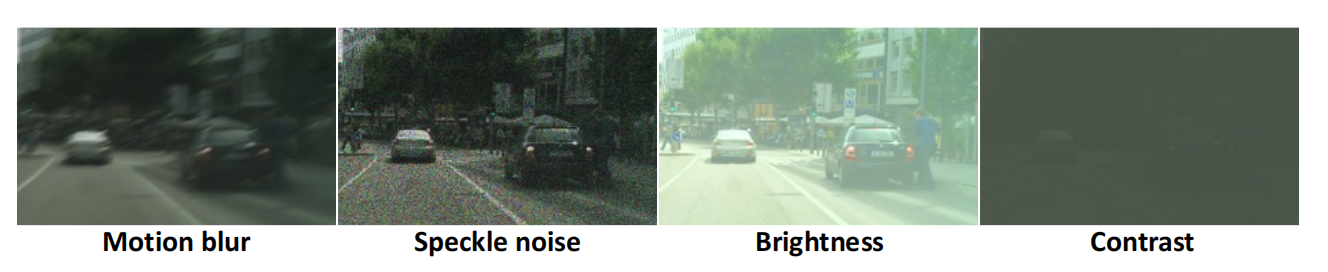 Motion blur
Speckle noise
Brightness
Contrast